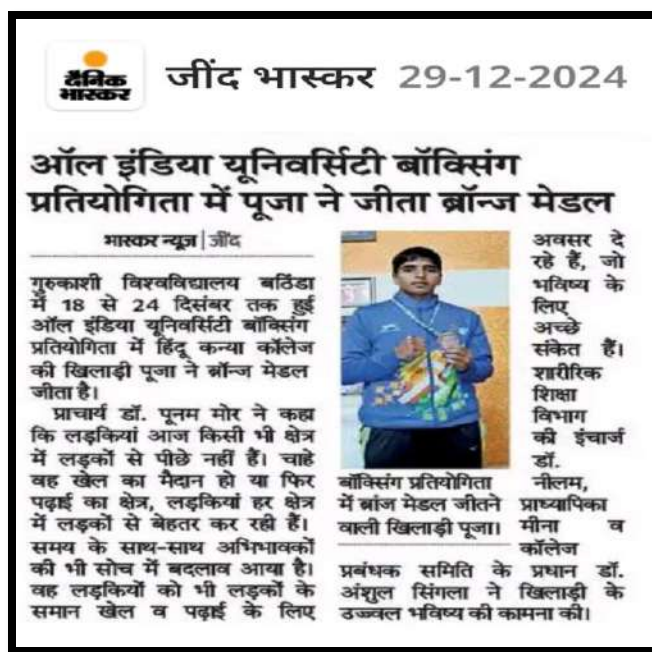 दैनिक
भास्कर
जींद भास्कर 29-12-2024
ऑल इंडिया यूनिवर्सिटी बॉक्सिंग
प्रतियोगिता में पूजा ने जीता ब्रॉन्ज मेडल
भास्कर न्यूज|जींद
गुरुकाशी विश्वविद्यालय बठिंडा
में 18 से 24 दिसंबर तक हुई
ऑल इंडिया यूनिवर्सिटी बॉक्सिंग
प्रतियोगिता में हिंदू कन्या कॉलेज
की खिलाड़ी पूजा ने ब्रॉन्ज मेडल
जीता है।
प्राचार्य डॉ. पूनम मोर ने कहा
कि लड़कियां आज किसी भी क्षेत्र
में लड़कों से पीछे नहीं हैं। चाहे
वह खेल का मैदान हो या फिर
पढ़ाई का क्षेत्र, लड़कियां हर क्षेत्र
में लड़कों से बेहतर कर रही हैं।
समय के साथ-साथ अभिभावकों
की भी सोच में बदलाव आया है।
वह लड़कियों को भी लड़कों के
समान खेल व पढ़ाई के लिए
बॉक्सिंग प्रतियोगिता
में ब्रांज मेडल जीतने
वाली खिलाड़ी पूजा।
अवसर दे
रहे हैं, जो
भविष्य के
लिए
अच्छे
संकेत हैं।
शारीरिक
शिक्षा
विभाग
की इंचार्ज
डॉ.
नीलम,
प्राध्यापिका
मीना व
कॉलेज
प्रबंधक समिति के प्रधान डॉ.
अंशुल सिंगला ने खिलाड़ी के
उज्ज्वल भविष्य की कामना की।